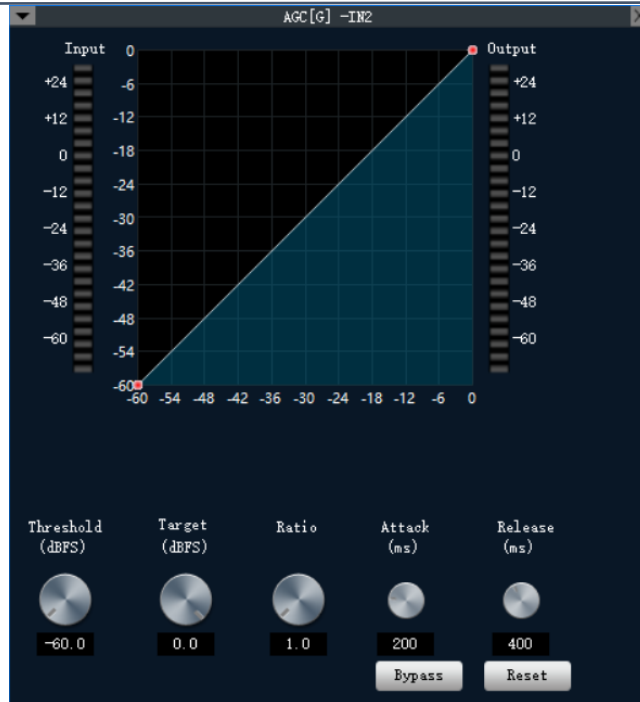 AGC[G] -IN2
Input
Output
+24
+12
0
-12
-24
-36
-48
-60
0
-6
-12
-18
-24
-30
-36
-42
-48
-54
-60
-60 -54 -48 -42 -36 -30 -24 -18 -12 -6 0
+24
+12
0
-12
-24
-36
-48
-60
Threshold
(dBFS)
Target
(dBFS)
Ratio
Attack
(ms)
Release
(ms)
-60.0
0.0
1.0
200
400
Bypass
Reset